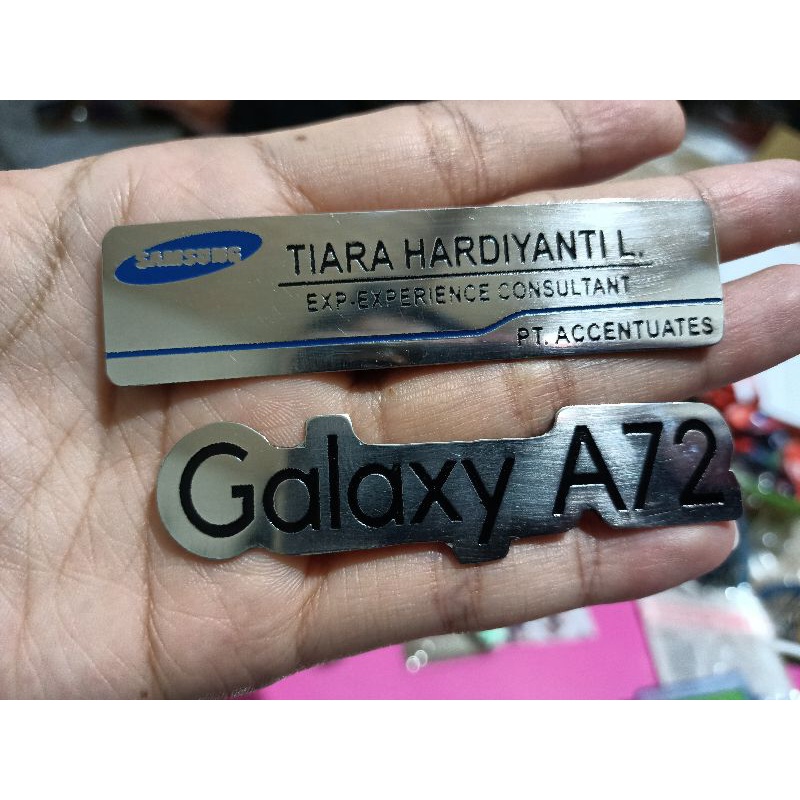 SAMSUNG
TIARA HARDIYANTI L.
EXP-EXPERIENCE CONSULTANT
PT. ACCENTUATES
Galaxy A72